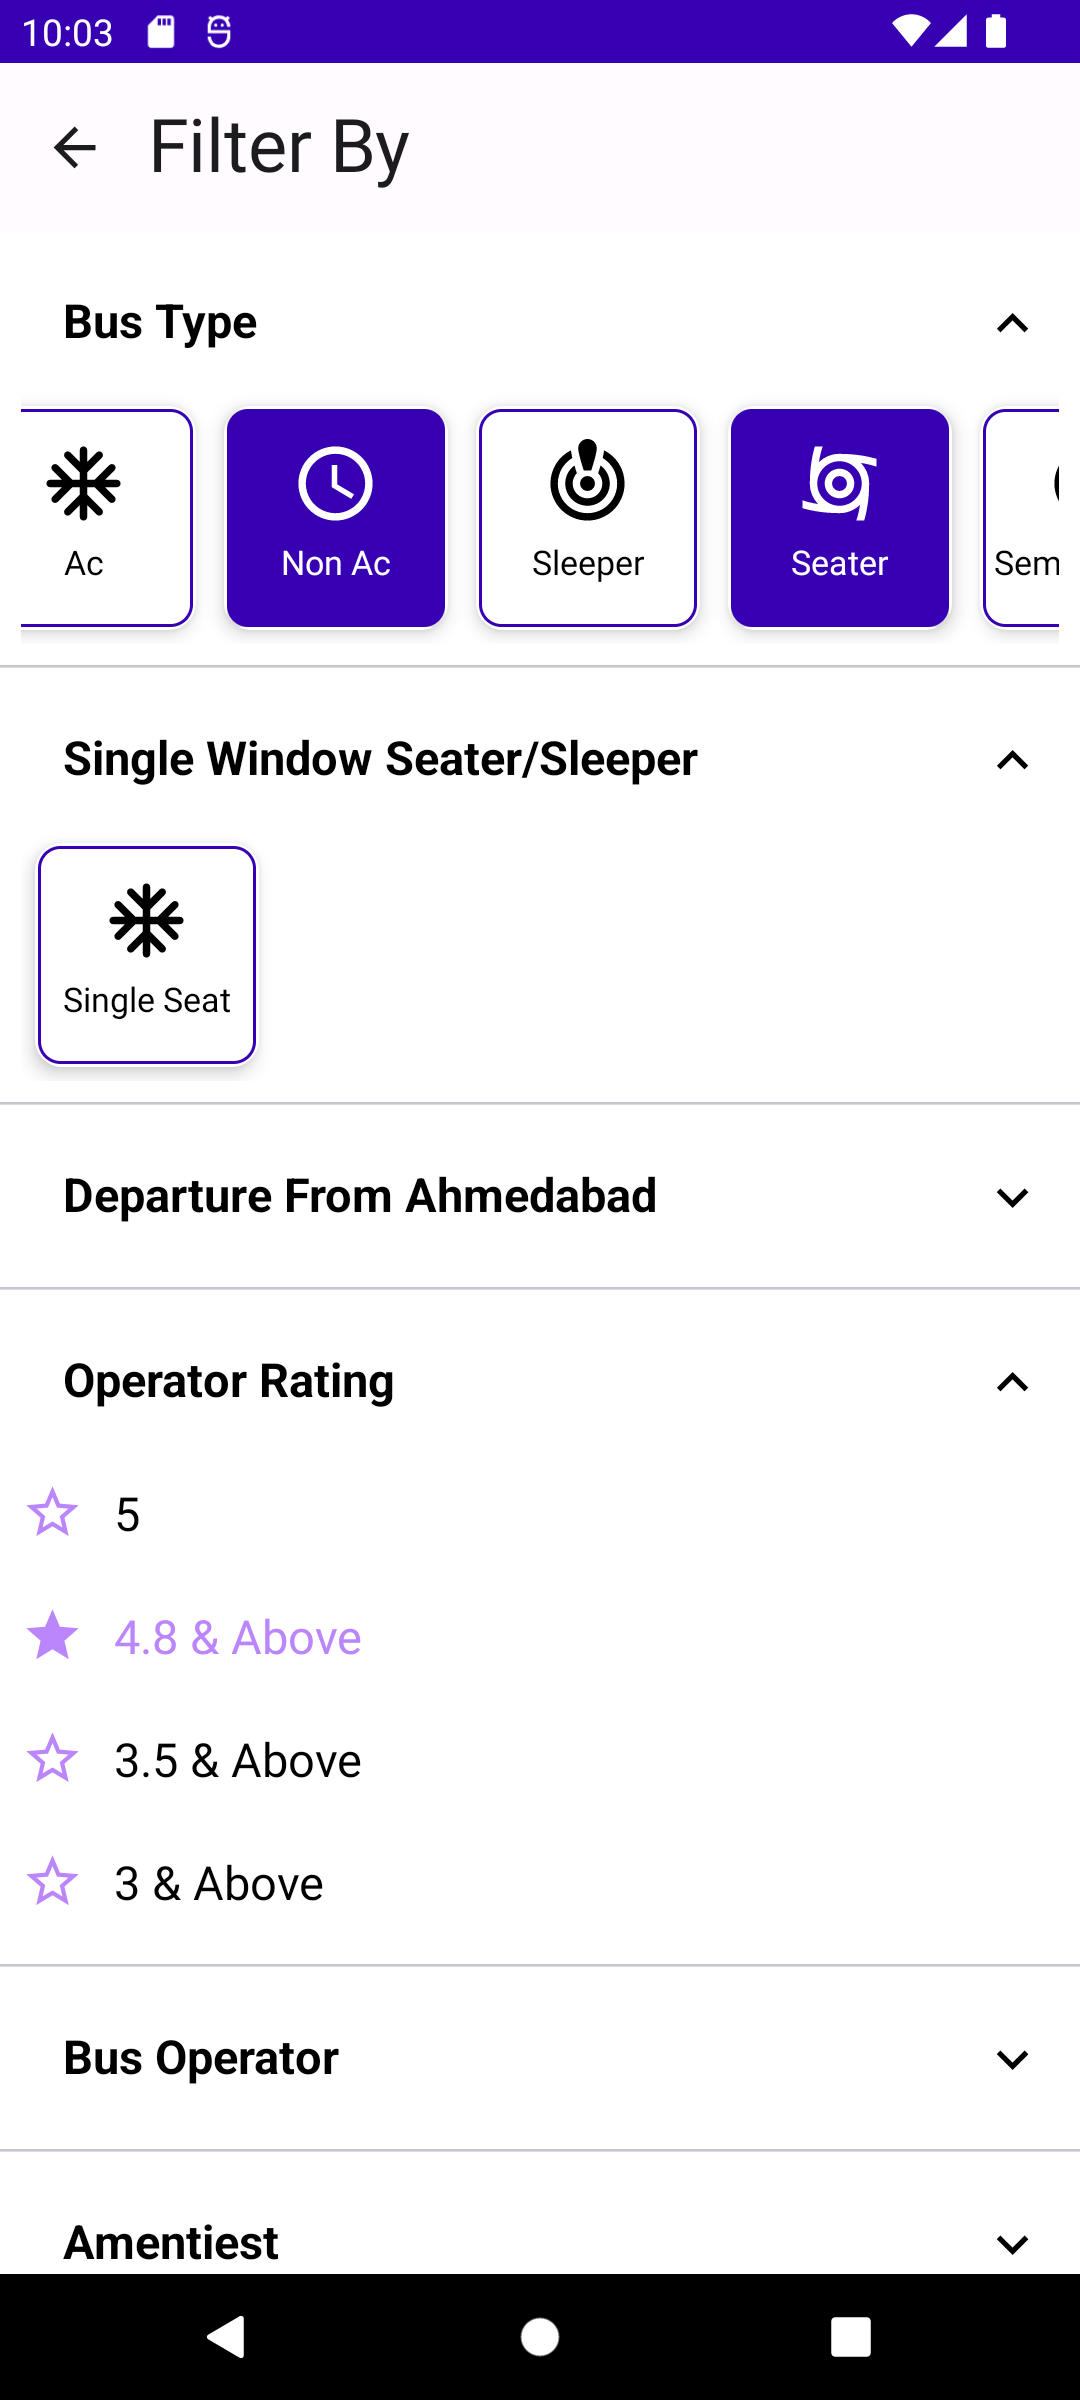 10:03
Filter By
Bus Type
Ac
Non Ac
Sleeper
Seater
Sem
Single Window Seater/Sleeper
Single Seat
Departure From Ahmedabad
Operator Rating
5
4.8 & Above
3.5 & Above
3 & Above
Bus Operator
Amentiest